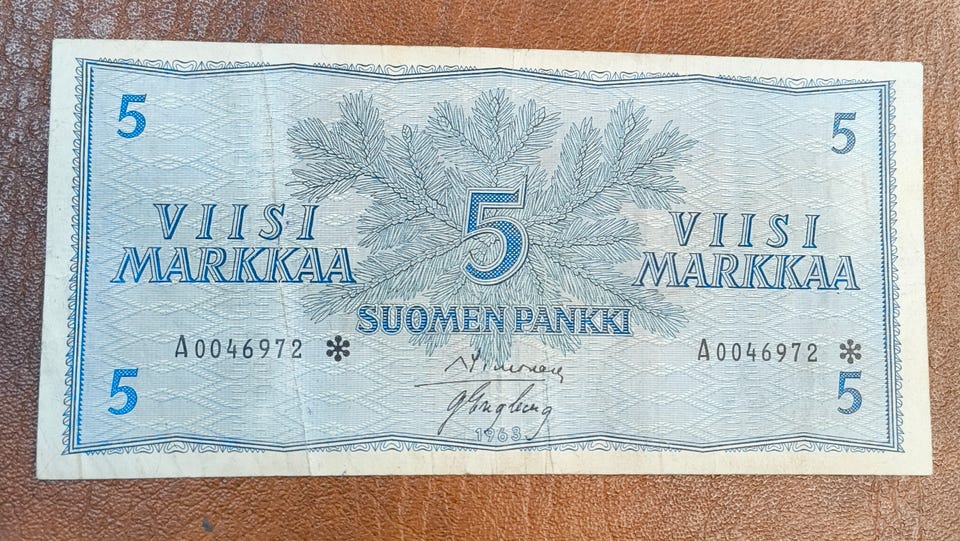 5 5
5
VIISI VIISI
MARKKAA MARKKAA
SUOMEN PANKKI
A0046972 * A0046972 *
5 5
1963